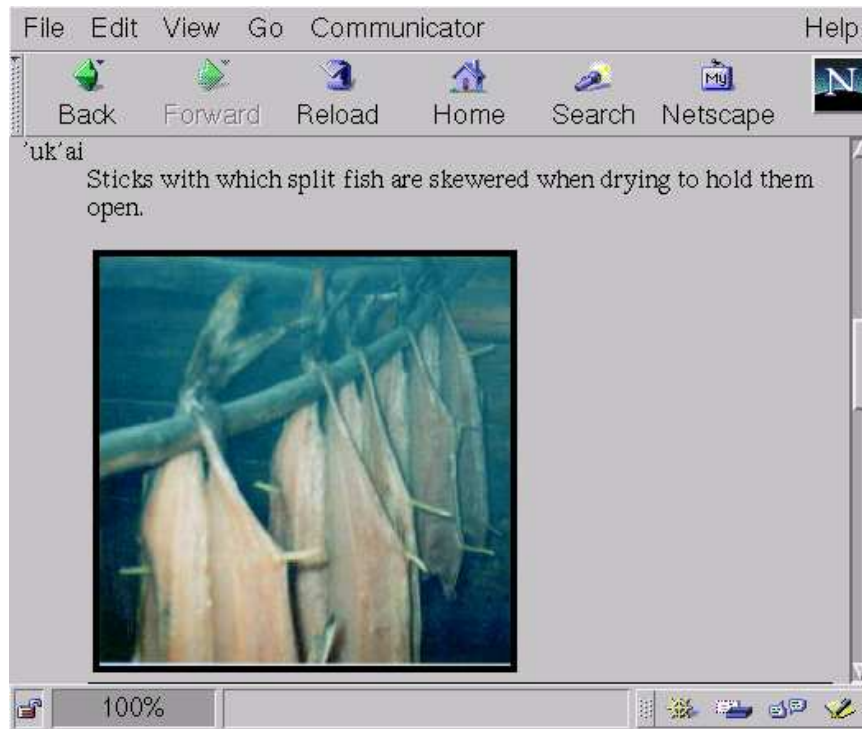 File Edit View Go Communicator Help
Back Forward Reload Home Search My Netscape N
'uk'ai
Sticks with which split fish are skewered when drying to hold them
open.
100%